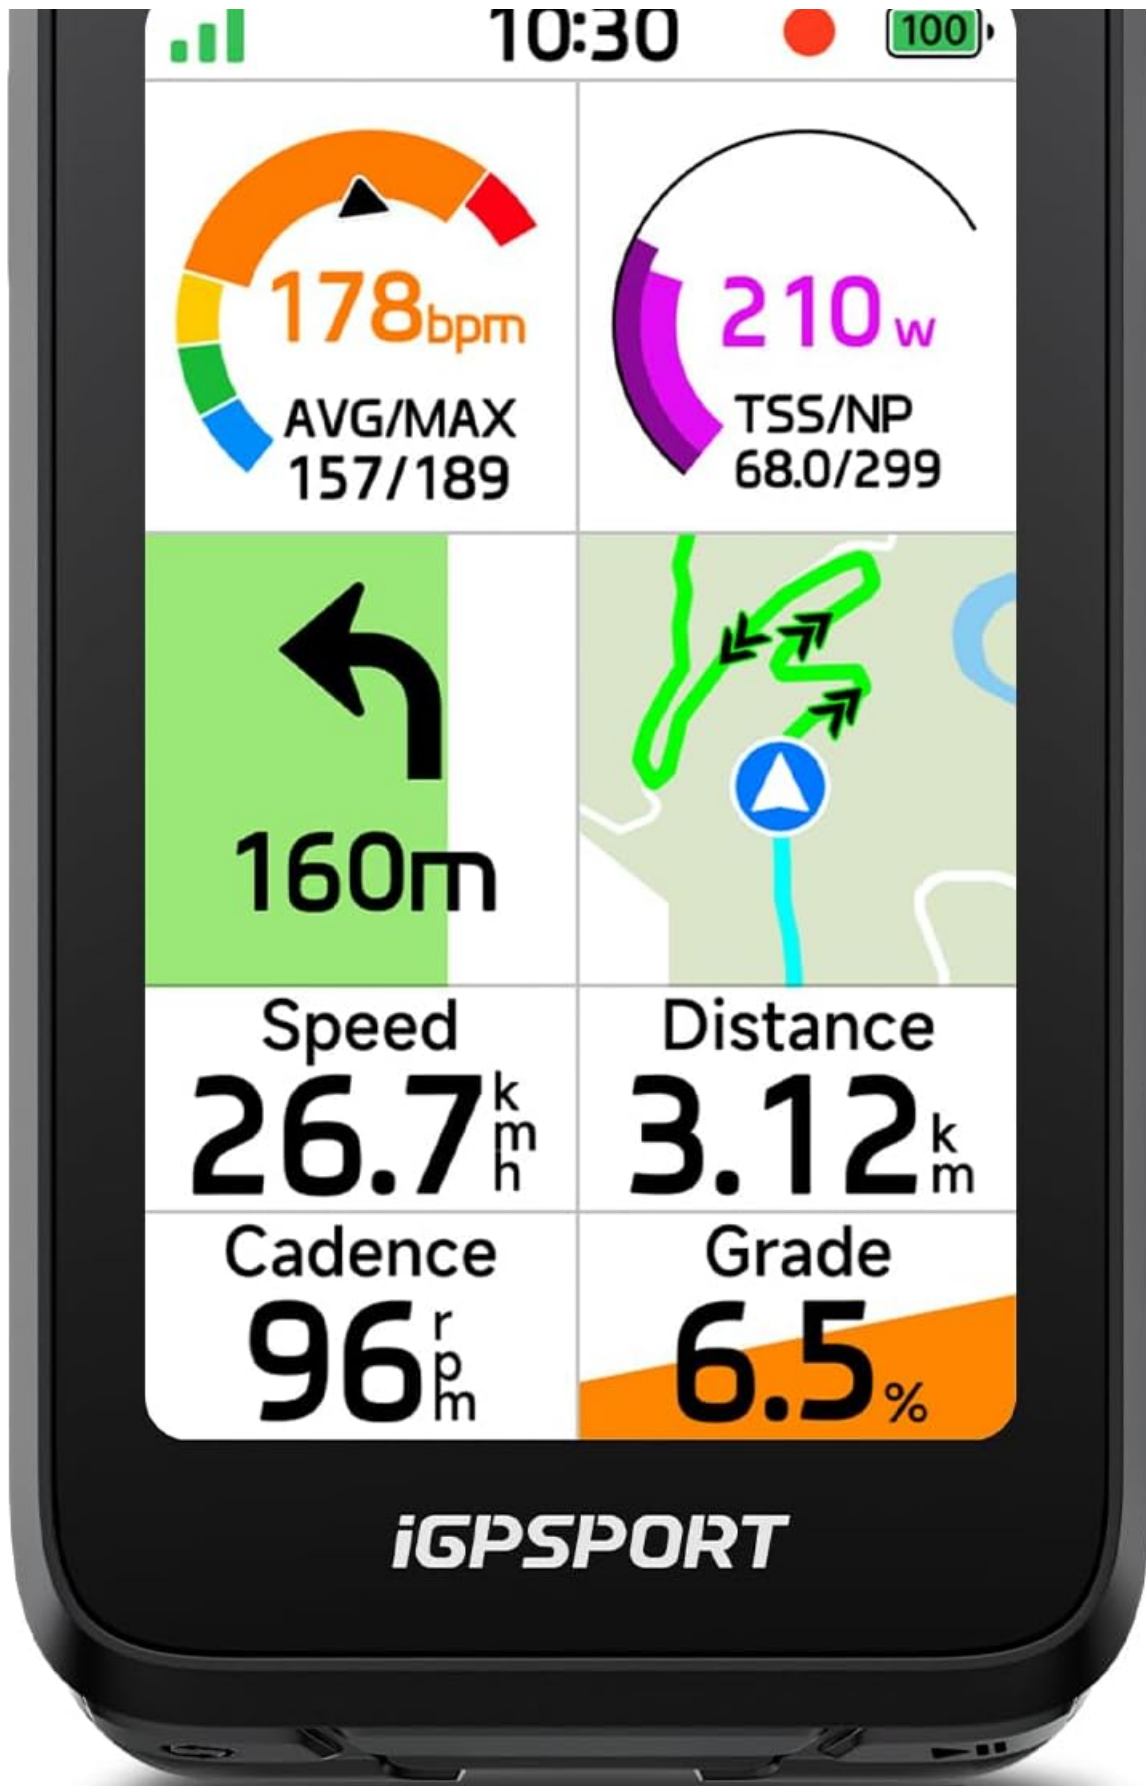 10:30
100
178bpm
AVG/MAX
157/189
210w
TSS/NP
68.0/299
160m
Speed
26.7kmh
Distance
3.12km
Cadence
96rpm
Grade
6.5%
iGPSPORT